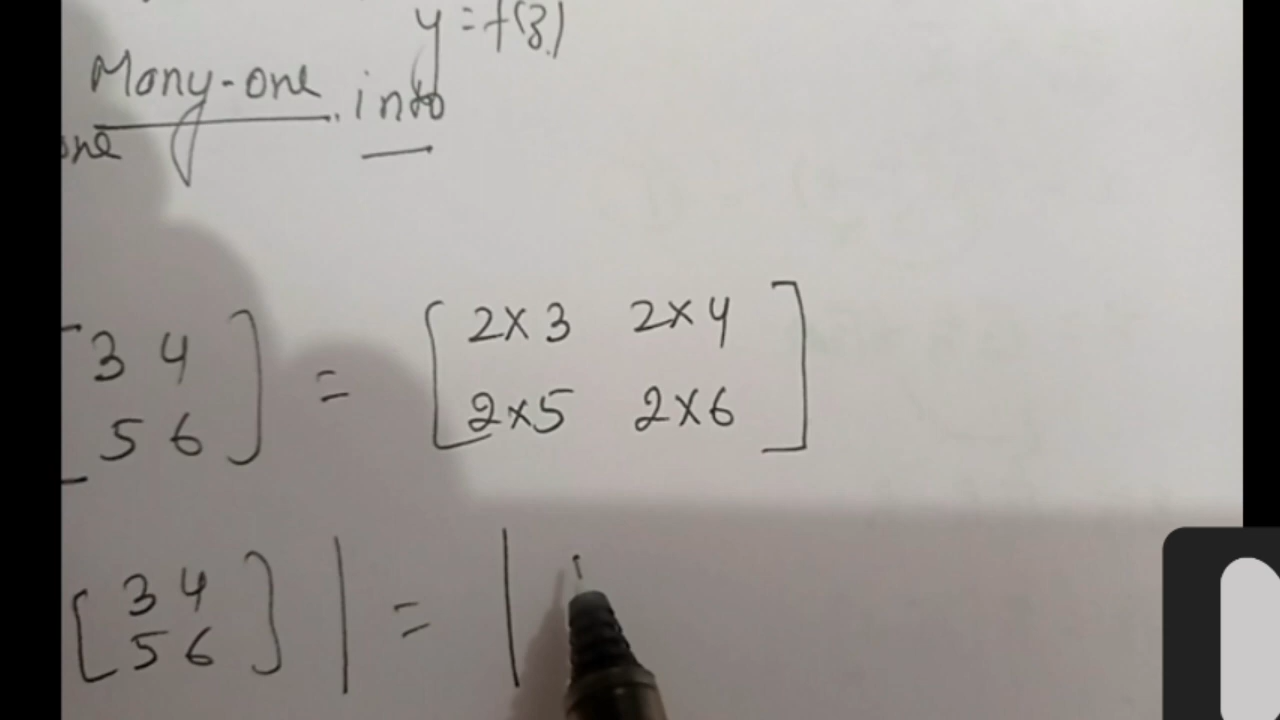 y = f(3)
Many-one into
one
[3 4] = [2×3 2×4]
[5 6] [2×5 2×6]
[3 4] | = |
[5 6]